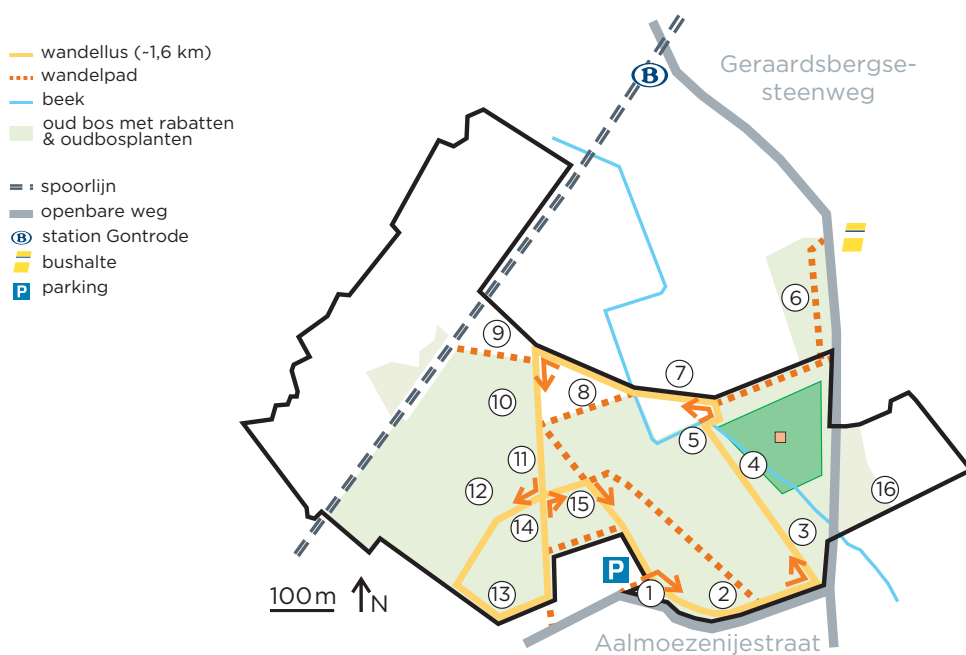 wandellus (~1,6 km)
wandelpad
beek
oud bos met rabatten
& oudbosplanten
spoorlijn
openbare weg
B station Gontrode
bushalte
P parking
B
Geraardsbergse-
steenweg
6
9
7
8
10
5
4
11
12
16
15
14
3
P
1
2
13
100m
N
Aalmoezenijestraat